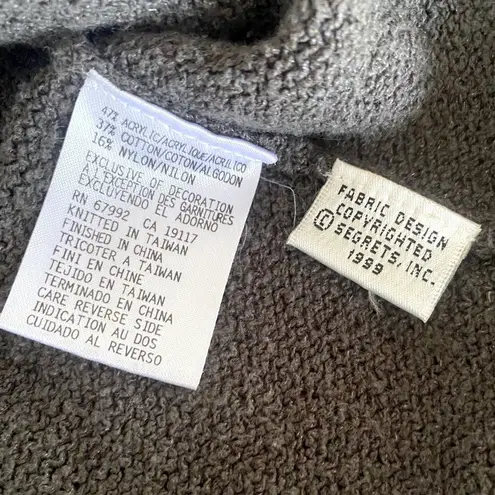 47% ACRYLIC/ACRYLIQUE/ACRILICO
37% COTTON/COTON/ALGODON
16% NYLON/NILON
EXCLUSIVE OF DECORATION
A L'EXCEPTION DES GARNITURES
EXCLUYENDO EL ADORNO
RN 67992 CA 19117
KNITTED IN TAIWAN
FINISHED IN CHINA
TRICOTER A TAIWAN
FINI EN CHINE
TEJIDO EN TAIWAN
TERMINADO EN CHINA
CARE REVERSE SIDE
INDICATION AU DOS
CUIDADO AL REVERSO
FABRIC DESIGN
COPYRIGHTED
© SEGRETS, INC.
1999